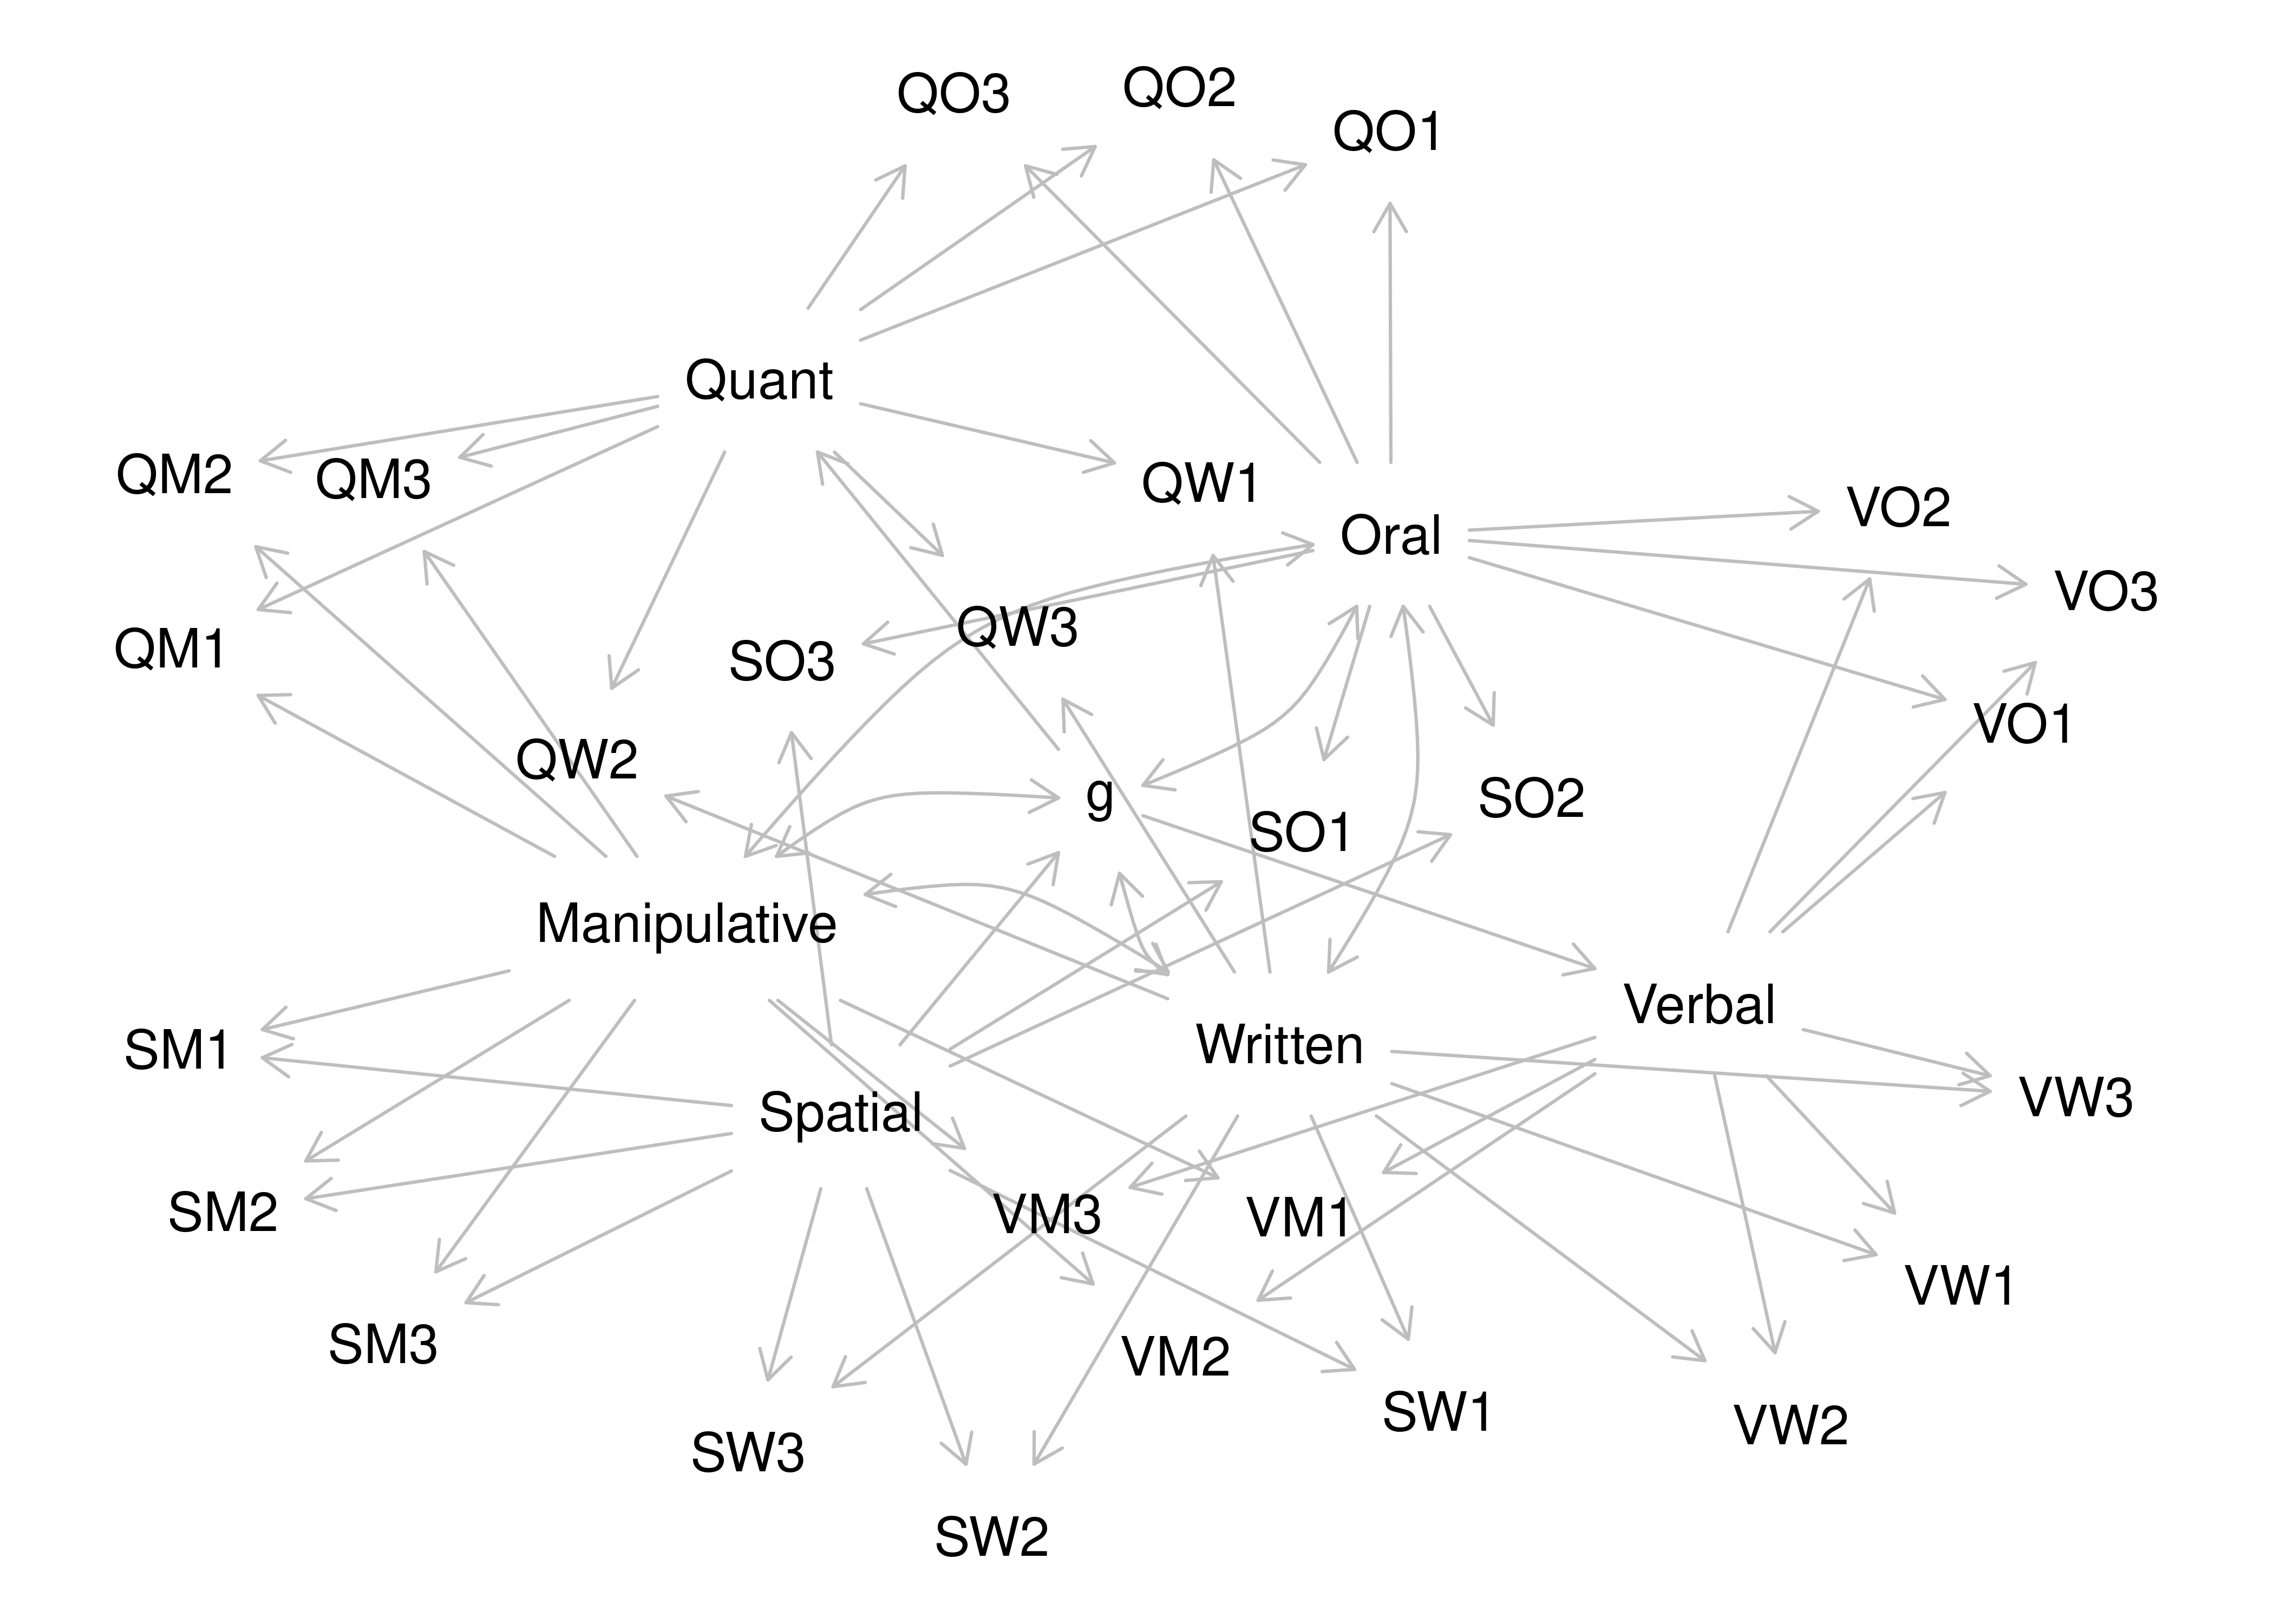 QO3
QO2
QO1
Quant
QM2
QM3
QW1
VO2
Oral
VO3
QW3
QM1
SO3
VO1
QW2
g
SO2
SO1
Manipulative
Verbal
Written
SM1
VW3
Spatial
SM2
VM3
VM1
VW1
SM3
VM2
SW1
VW2
SW3
SW2